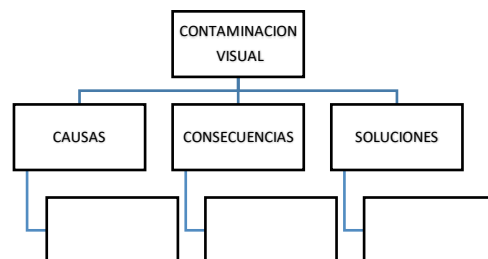 CONTAMINACION
VISUAL
CAUSAS
CONSECUENCIAS
SOLUCIONES